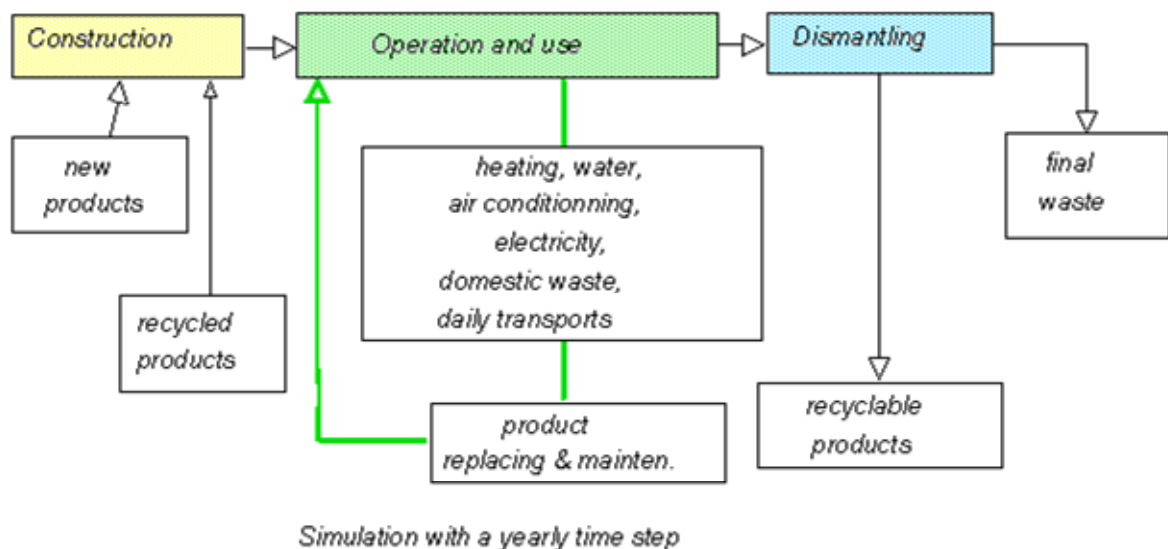 Construction
Operation and use
Dismantling
new
products
recycled
products
heating, water,
air conditionning,
electricity,
domestic waste,
daily transports
product
replacing & mainten.
recyclable
products
final
waste
Simulation with a yearly time step